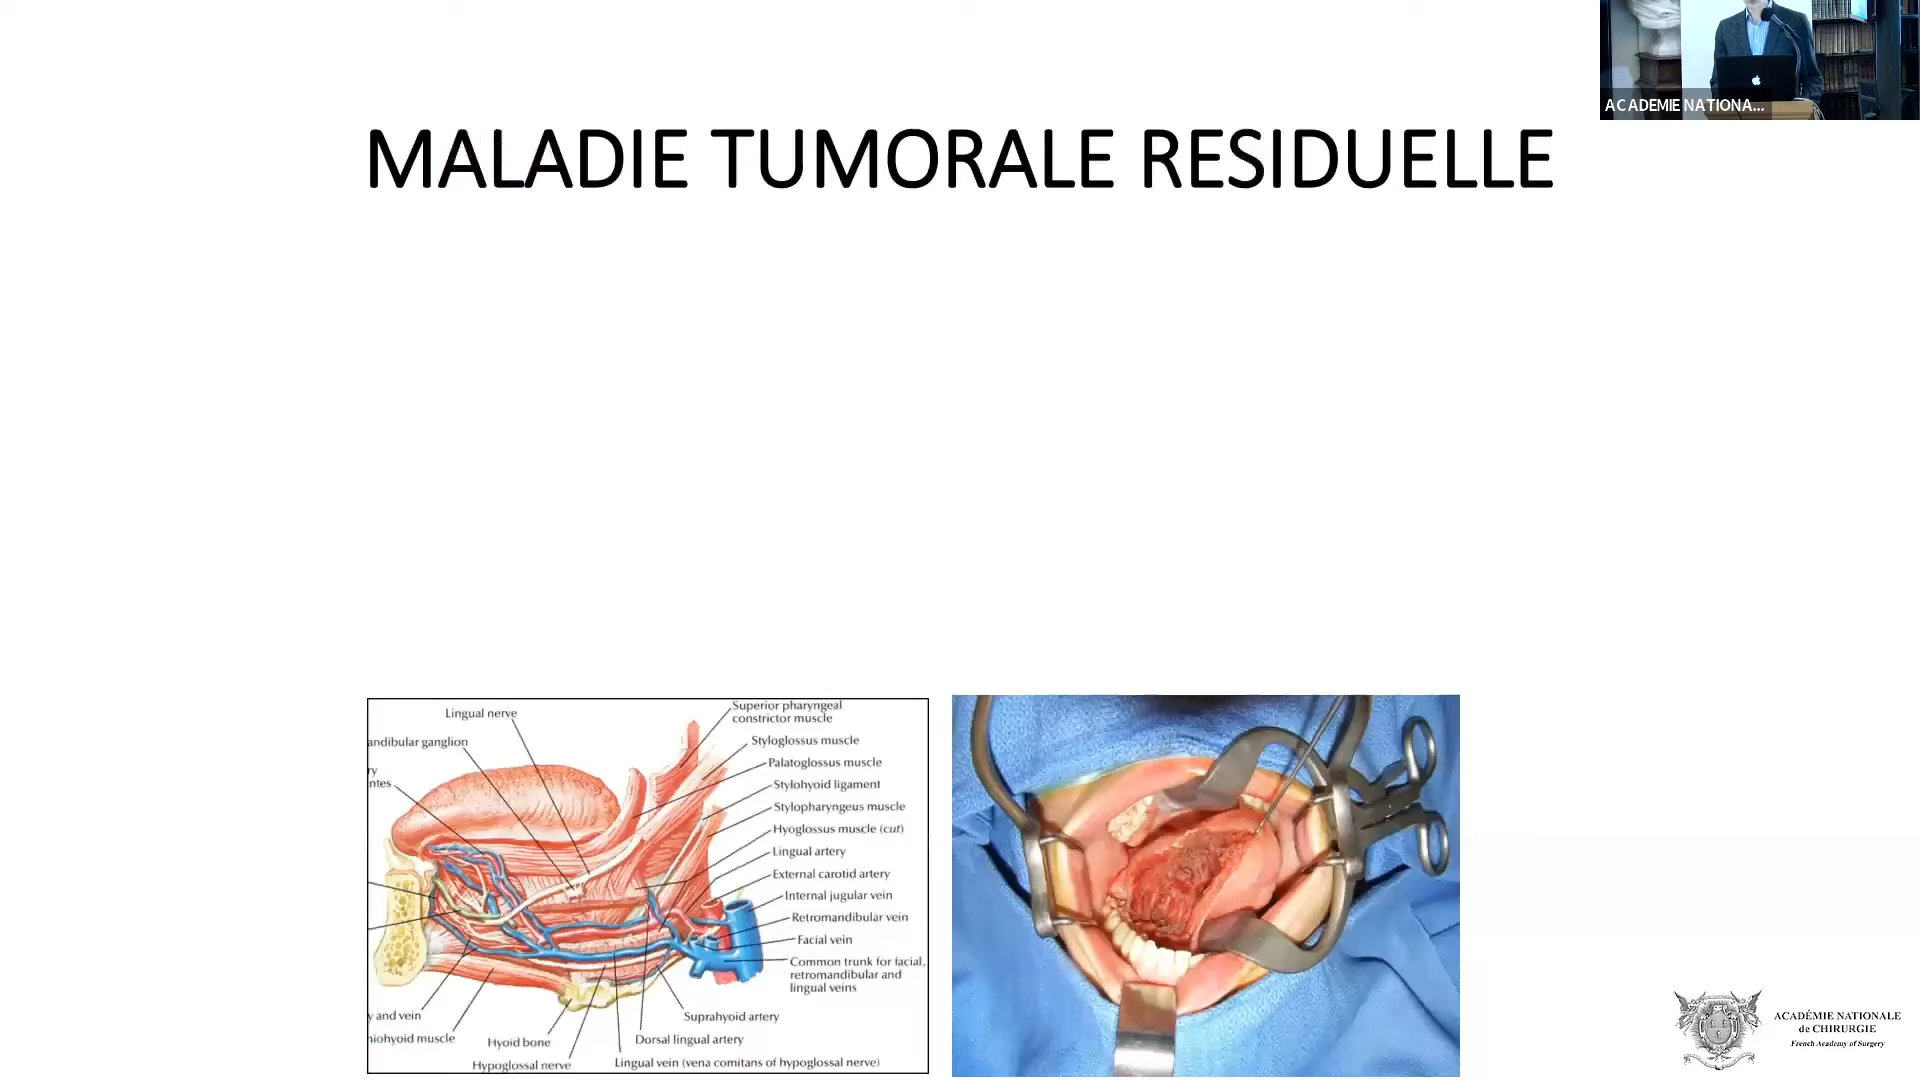 ACADEMIE NATIONA...
MALADIE TUMORALE RESIDUELLE
Lingual nerve
andibular ganglion
ry
ntes
Superior pharyngeal
constrictor muscle
Styloglossus muscle
Palatoglossus muscle
Stylohyoid ligament
Stylopharyngeus muscle
Hyoglossus muscle (cut)
Lingual artery
External carotid artery
Internal jugular vein
Retromandibular vein
Facial vein
Common trunk for facial,
retromandibular and
lingual veins
y and vein
niohyoid muscle
Hyoid bone
Hypoglossal nerve
Suprahyoid artery
Dorsal lingual artery
Lingual vein (vena comitans of hypoglossal nerve)
ACADÉMIE NATIONALE
de CHIRURGIE
French Academy of Surgery